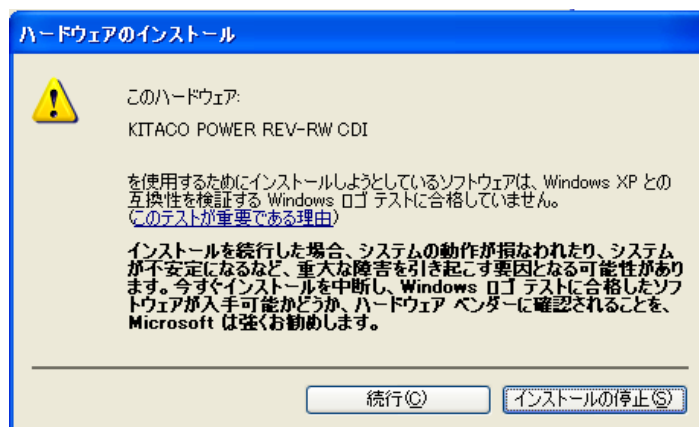 ハードウェアのインストール
このハードウェア:
KITACO POWER REV-RW CDI
を使用するためにインストールしようとしているソフトウェアは、Windows XP との
互換性を検証する Windows ロゴ テストに合格していません。
(このテストが重要である理由)
インストールを続行した場合、システムの動作が損なわれたり、システム
が不安定になるなど、重大な障害を引き起こす要因となる可能性があり
ます。今すぐインストールを中断し、Windows ロゴ テストに合格したソフ
トウェアが入手可能かどうか、ハードウェア ベンダーに確認されることを、
Microsoft は強くお勧めします。
続行(C) インストールの停止(S)